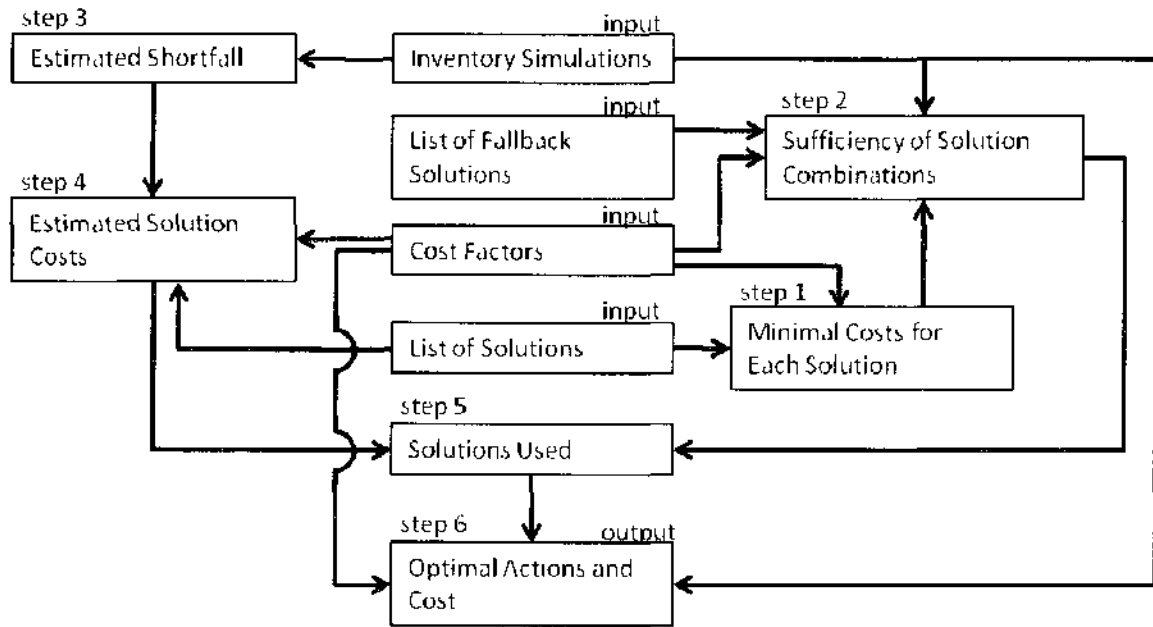 step 3
Estimated Shortfall
input
Inventory Simulations
input
List of Fallback
Solutions
step 2
Sufficiency of Solution
Combinations
step 4
Estimated Solution
Costs
input
Cost Factors
step 1
Minimal Costs for
Each Solution
input
List of Solutions
step 5
Solutions Used
step 6
output
Optimal Actions and
Cost